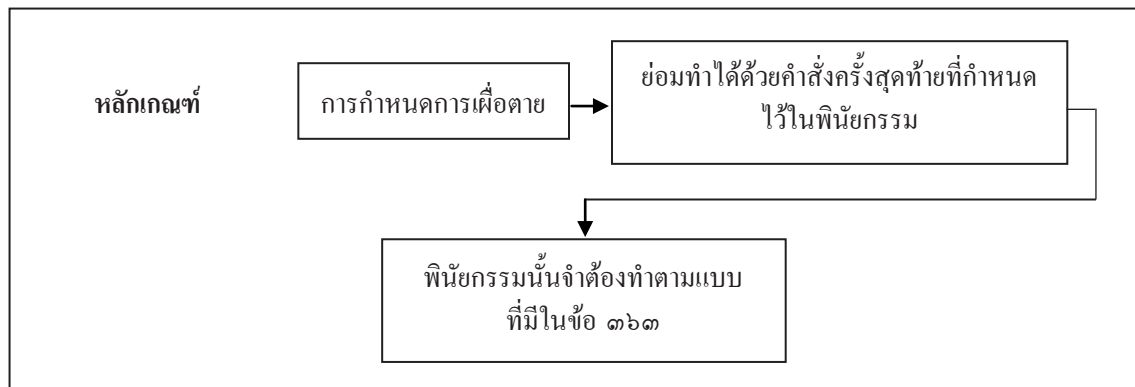 หลักเกณฑ์
การกำหนดการเผื่อตาย
ย่อมทำได้ด้วยคำสั่งครั้งสุดท้ายที่กำหนด
ไว้ในพินัยกรรม
พินัยกรรมนั้นจำต้องทำตามแบบ
ที่มีในข้อ ๓๖๓